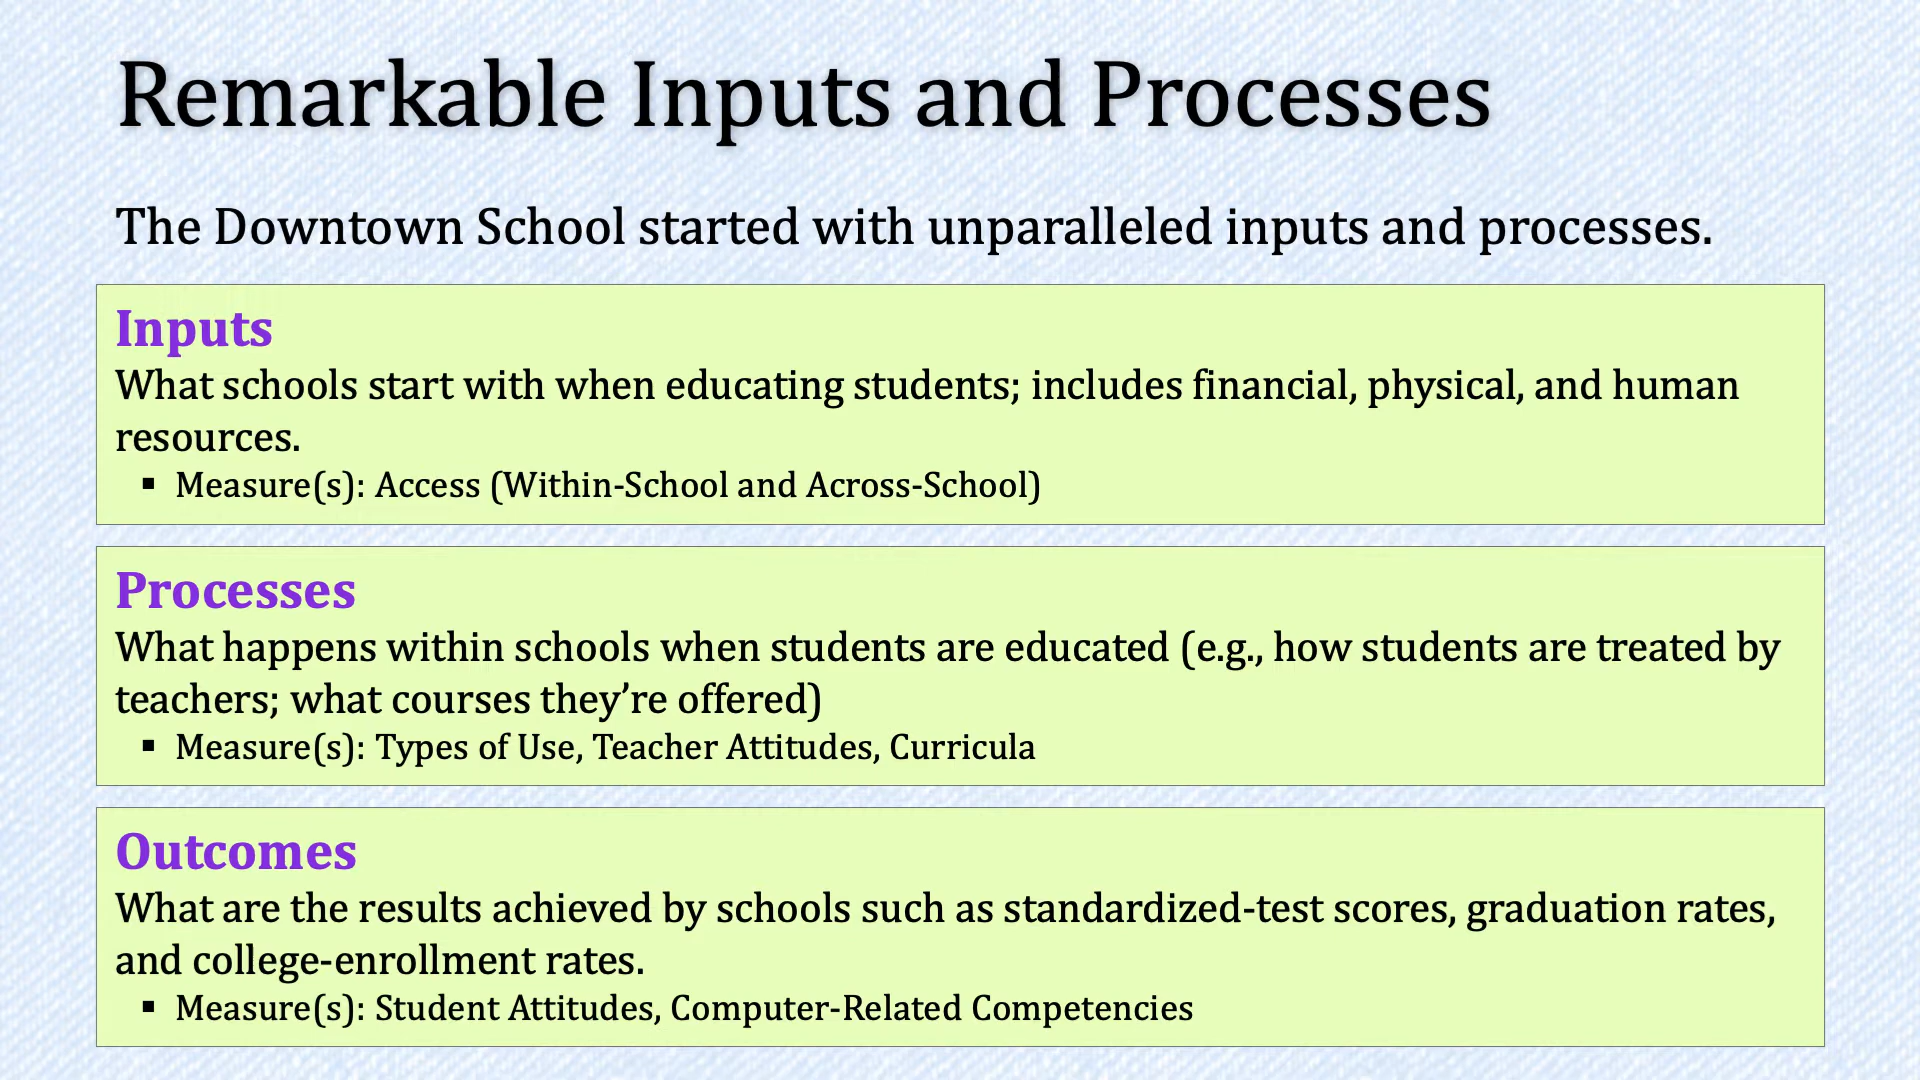 Remarkable Inputs and Processes
The Downtown School started with unparalleled inputs and processes.
Inputs
What schools start with when educating students; includes financial, physical, and human
resources.
▪ Measure(s): Access (Within-School and Across-School)
Processes
What happens within schools when students are educated (e.g., how students are treated by
teachers; what courses they’re offered)
▪ Measure(s): Types of Use, Teacher Attitudes, Curricula
Outcomes
What are the results achieved by schools such as standardized-test scores, graduation rates,
and college-enrollment rates.
▪ Measure(s): Student Attitudes, Computer-Related Competencies